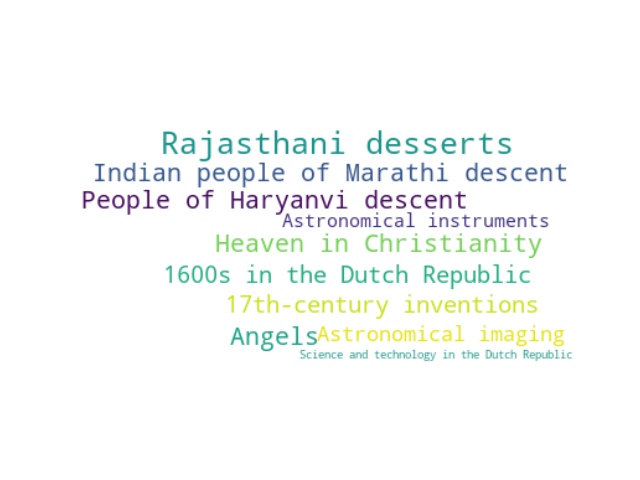 Rajasthani desserts
Indian people of Marathi descent
People of Haryanvi descent
Astronomical instruments
Heaven in Christianity
1600s in the Dutch Republic
17th-century inventions
Angels Astronomical imaging
Science and technology in the Dutch Republic